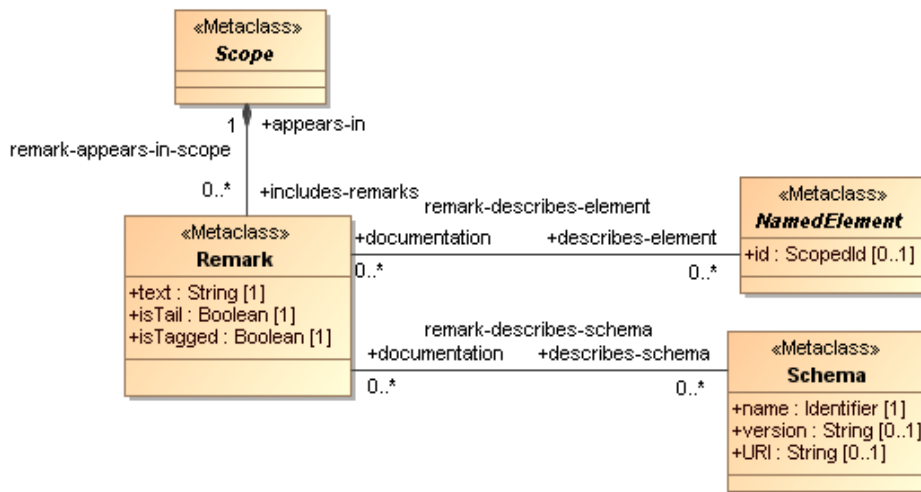 «Metaclass»
Scope
1
+appears-in
remark-appears-in-scope
0..*
+includes-remarks
«Metaclass»
Remark
+text : String [1]
+isTail : Boolean [1]
+isTagged : Boolean [1]
remark-describes-element
+documentation
+describes-element
0..*
0..*
«Metaclass»
NamedElement
+id : ScopedId [0..1]
remark-describes-schema
+documentation
+describes-schema
0..*
0..*
«Metaclass»
Schema
+name : Identifier [1]
+version : String [0..1]
+URI : String [0..1]